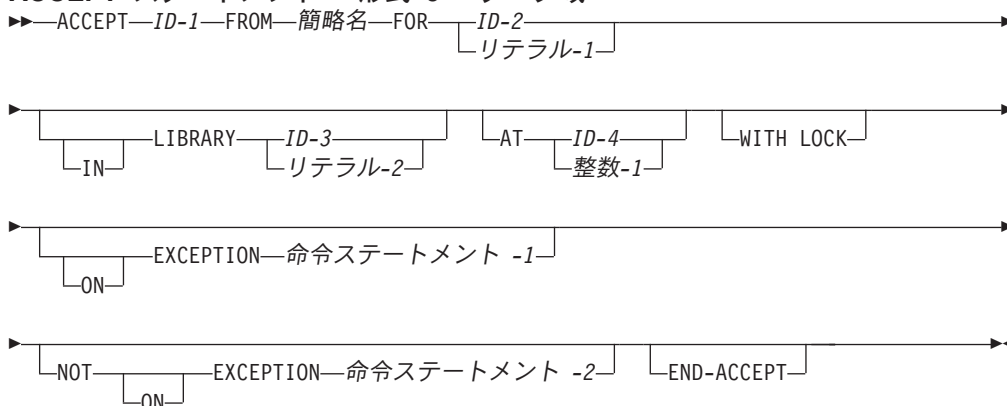 ACCEPT—ID-1—FROM—簡略名—FOR ID-2
リテラル-1
IN LIBRARY ID-3
リテラル-2
AT ID-4
整数-1
WITH LOCK
ON EXCEPTION—命令ステートメント -1
NOT ON EXCEPTION—命令ステートメント -2
END-ACCEPT